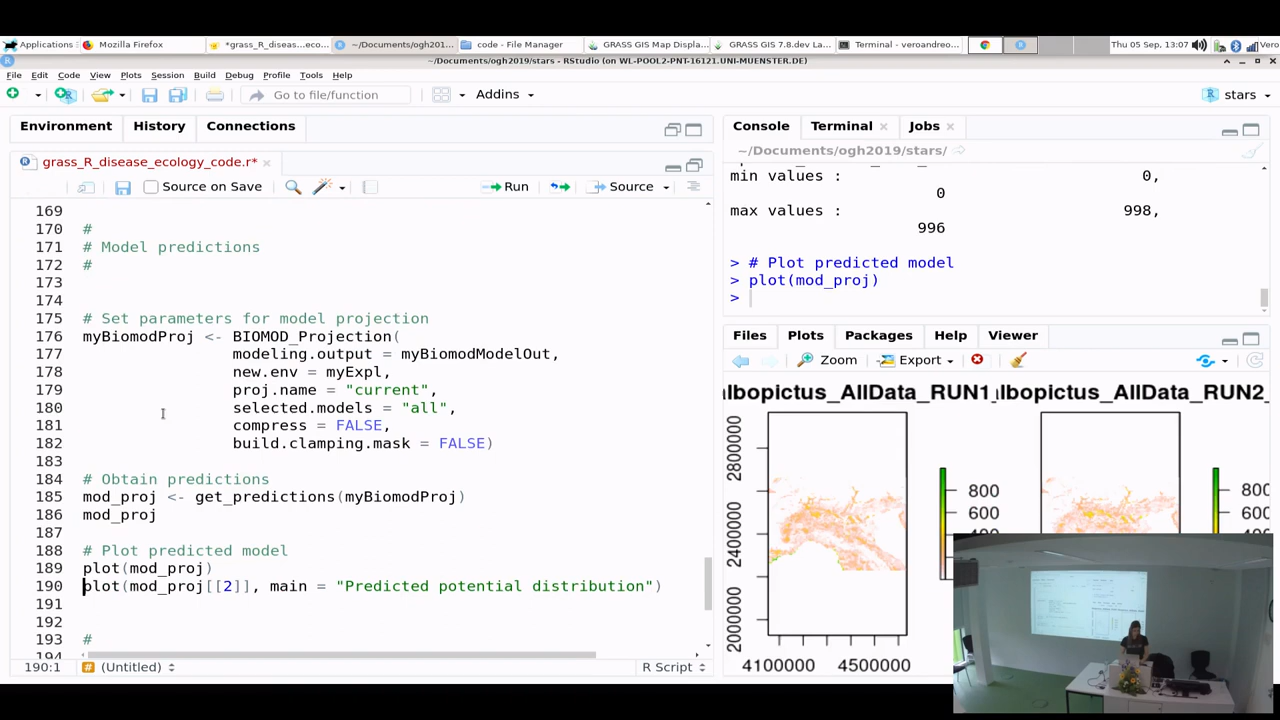 Applications
Mozilla Firefox
*grass_R_diseas...eco...
~/Documents/ogh201...
code - File Manager
GRASS GIS Map Displa...
GRASS GIS 7.8.dev La...
Terminal - veroandreo...
Thu 05 Sep, 13:07
Vero
~/Documents/ogh2019/stars - RStudio (on WL-POOL2-PNT-16121.UNI-MUENSTER.DE)
File Edit Code View Plots Session Build Debug Profile Tools Help
Go to file/function
Addins
stars
Environment History Connections
grass_R_disease_ecology_code.r*
Source on Save
Run
Source
169
170 #
171 # Model predictions
172 #
173
174
175 # Set parameters for model projection
176 myBiomodProj <- BIOMOD_Projection(
177 modeling.output = myBiomodModelOut,
178 new.env = myExpl,
179 proj.name = "current",
180 selected.models = "all",
181 compress = FALSE,
182 build.clamping.mask = FALSE)
183
184 # Obtain predictions
185 mod_proj <- get_predictions(myBiomodProj)
186 mod_proj
187
188 # Plot predicted model
189 plot(mod_proj)
190 plot(mod_proj[[2]], main = "Predicted potential distribution")
191
192
193 #
194
190:1 # (Untitled) R Script
Console Terminal Jobs
~/Documents/ogh2019/stars/
min values : 0,
0
max values : 998,
996
> # Plot predicted model
> plot(mod_proj)
>
Files Plots Packages Help Viewer
Zoom Export
lbopictus_AllData_RUN1_
lbopictus_AllData_RUN2_
2800000
2400000
2000000
4100000 4500000
800
600
800
600